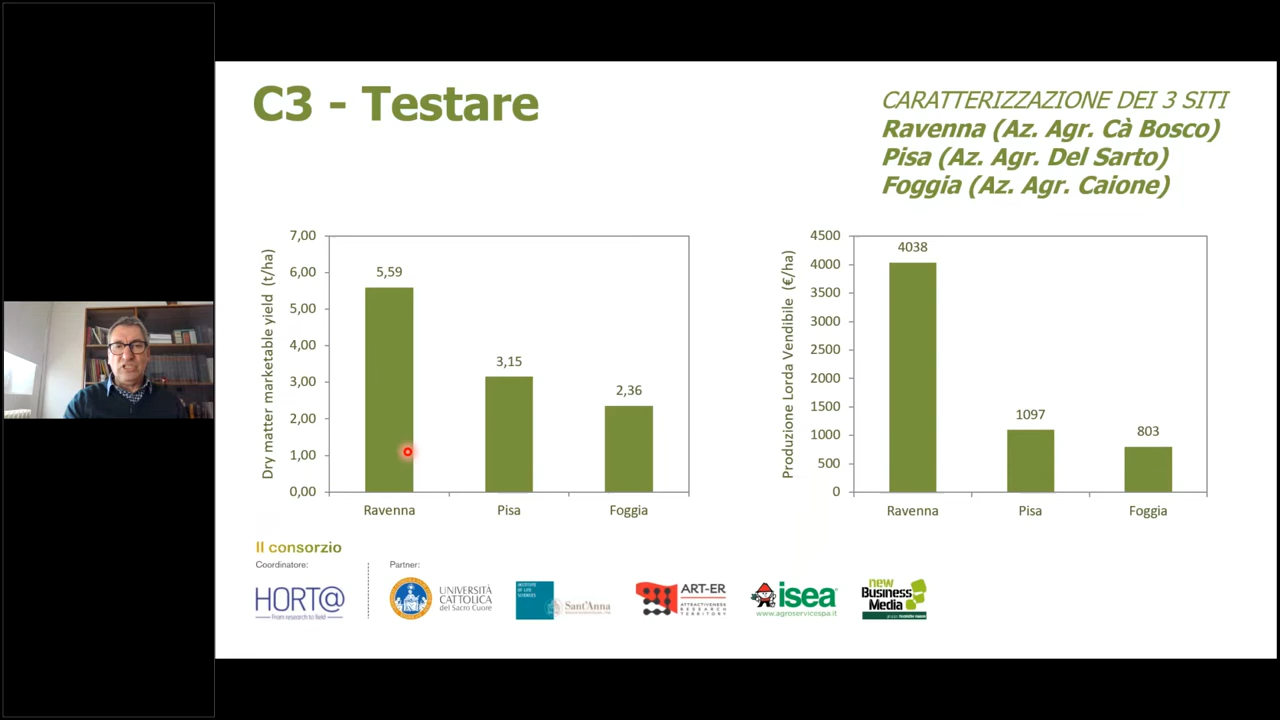 C3 - Testare
CARATTERIZZAZIONE DEI 3 SITI
Ravenna (Az. Agr. Cà Bosco)
Pisa (Az. Agr. Del Sarto)
Foggia (Az. Agr. Caione)
Dry matter marketable yield (t/ha)
7,00
6,00
5,00
4,00
3,00
2,00
1,00
0,00
5,59
3,15
2,36
Ravenna
Pisa
Foggia
Produzione Lorda Vendibile (€/ha)
4500
4000
3500
3000
2500
2000
1500
1000
500
0
4038
1097
803
Ravenna
Pisa
Foggia
Il consorzio
Coordinatore:
HORT@
From research to field
Partner:
UNIVERSITÀ
CATTOLICA
del Sacro Cuore
INSTITUTE
OF LIFE
SCIENCES
Sant'Anna
ART-ER
ATTRACTIVENESS
RESEARCH
TERRITORY
isea
www.agroservicespa.it
new
Business
Media